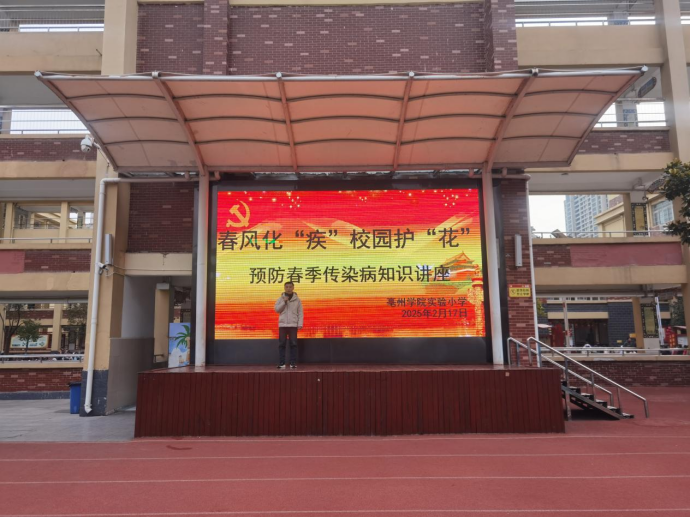 春风化“疾”校园护“花”
预防春季传染病知识讲座
亳州学院实验小学
2025年2月17日